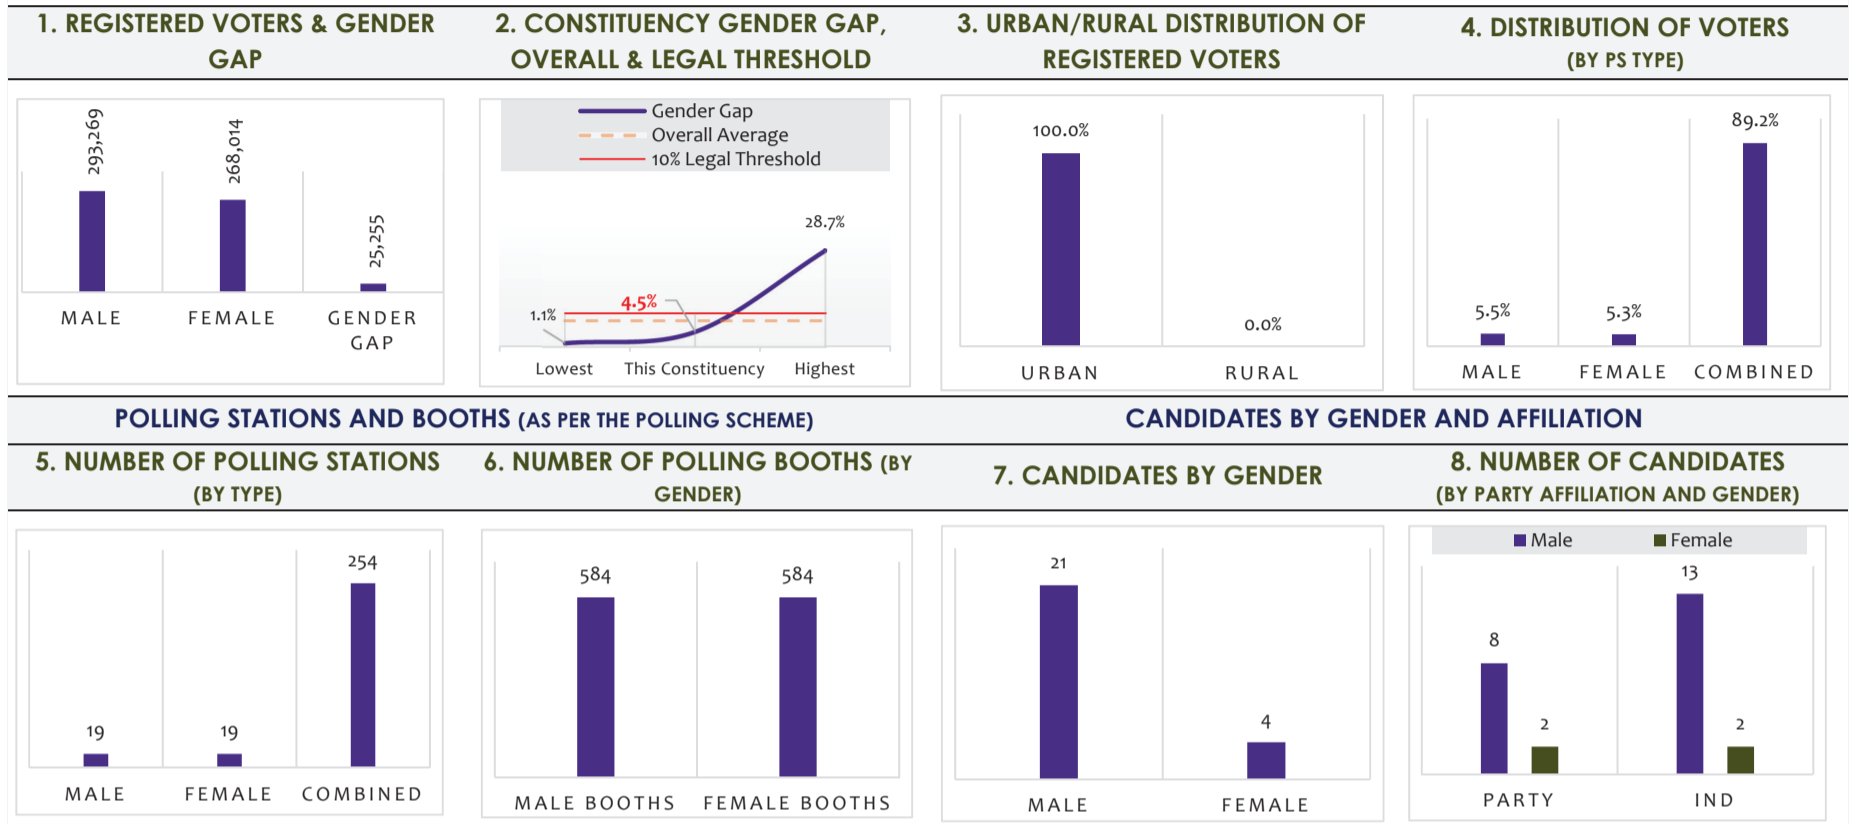 1. REGISTERED VOTERS & GENDER
GAP
2. CONSTITUENCY GENDER GAP,
OVERALL & LEGAL THRESHOLD
3. URBAN/RURAL DISTRIBUTION OF
REGISTERED VOTERS
4. DISTRIBUTION OF VOTERS
(BY PS TYPE)
293,269
268,014
25,255
MALE
FEMALE
GENDER
GAP
Gender Gap
Overall Average
10% Legal Threshold
28.7%
4.5%
1.1%
Lowest
This Constituency
Highest
100.0%
0.0%
URBAN
RURAL
89.2%
5.5%
5.3%
MALE
FEMALE
COMBINED
POLLING STATIONS AND BOOTHS (AS PER THE POLLING SCHEME)
CANDIDATES BY GENDER AND AFFILIATION
5. NUMBER OF POLLING STATIONS
(BY TYPE)
6. NUMBER OF POLLING BOOTHS (BY
GENDER)
7. CANDIDATES BY GENDER
8. NUMBER OF CANDIDATES
(BY PARTY AFFILIATION AND GENDER)
254
19
19
MALE
FEMALE
COMBINED
584
584
MALE BOOTHS
FEMALE BOOTHS
21
4
MALE
FEMALE
Male
Female
13
8
2
2
PARTY
IND